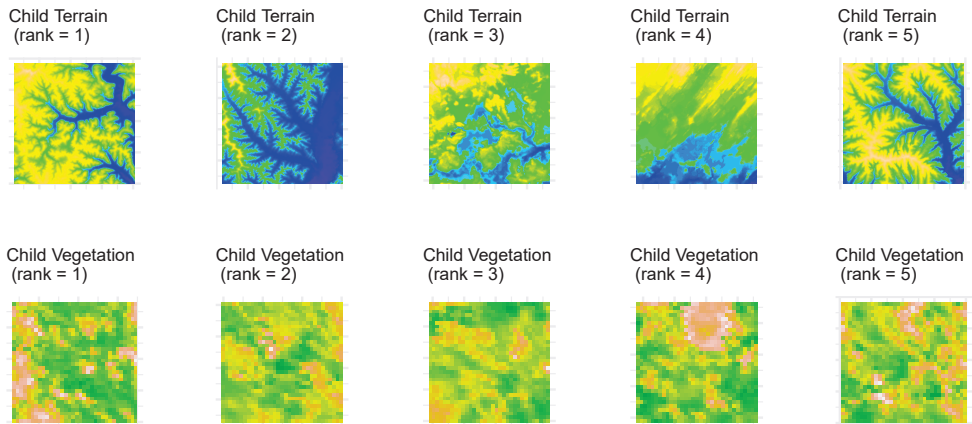 Child Terrain
(rank = 1)
Child Terrain
(rank = 2)
Child Terrain
(rank = 3)
Child Terrain
(rank = 4)
Child Terrain
(rank = 5)
Child Vegetation
(rank = 1)
Child Vegetation
(rank = 2)
Child Vegetation
(rank = 3)
Child Vegetation
(rank = 4)
Child Vegetation
(rank = 5)